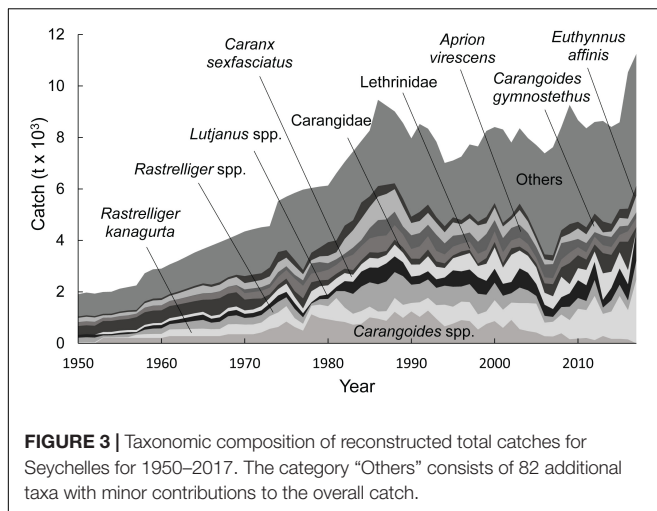 Catch (t x 10³)
12
10
8
6
4
2
0
Caranx
sexfasciatus
Aprion
virescens
Euthynnus
affinis
Lethrinidae
Carangoides
gymnostethus
Carangidae
Lutjanus spp.
Rastrelliger spp.
Others
Rastrelliger
kanagurta
Carangoides spp.
1950 1960 1970 1980 1990 2000 2010
Year
FIGURE 3 | Taxonomic composition of reconstructed total catches for
Seychelles for 1950–2017. The category “Others” consists of 82 additional
taxa with minor contributions to the overall catch.